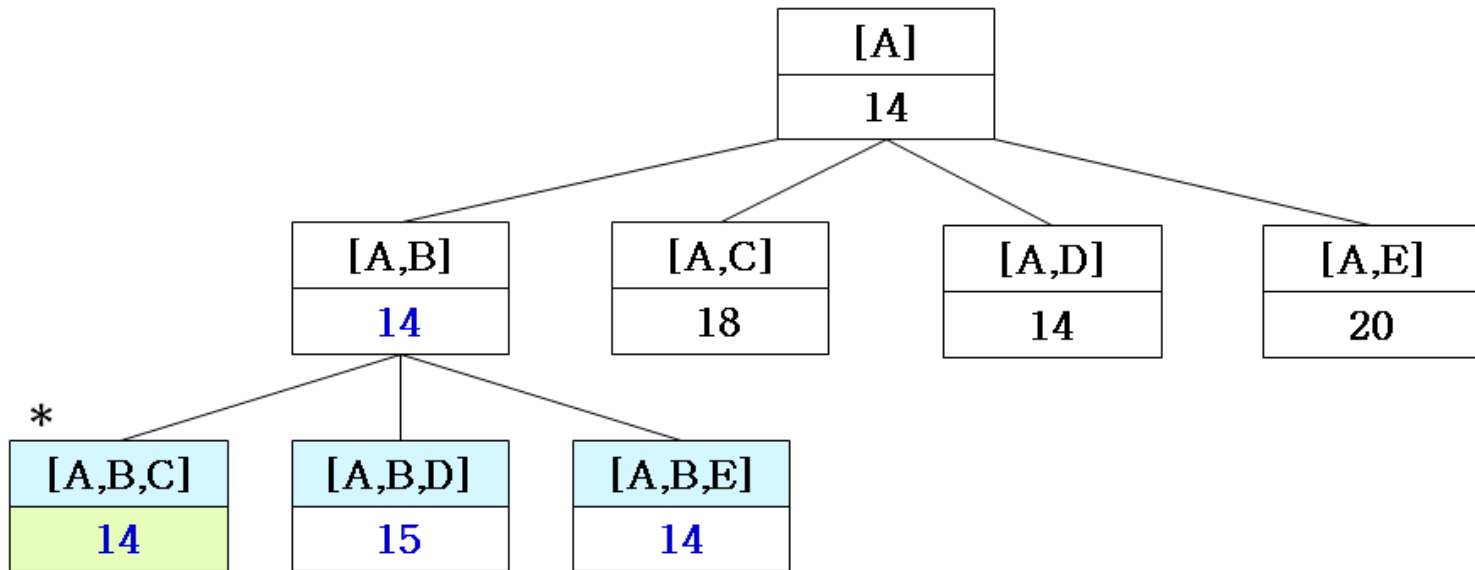 [A]
14
[A,B]
14
[A,C]
18
[A,D]
14
[A,E]
20
*
[A,B,C]
14
[A,B,D]
15
[A,B,E]
14